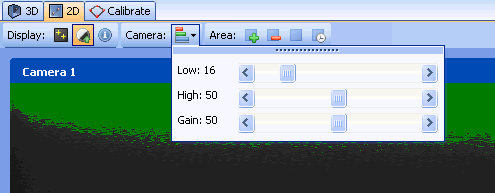 3D 2D Calibrate
Display: Camera: Area:
Camera 1
Low: 16
High: 50
Gain: 50